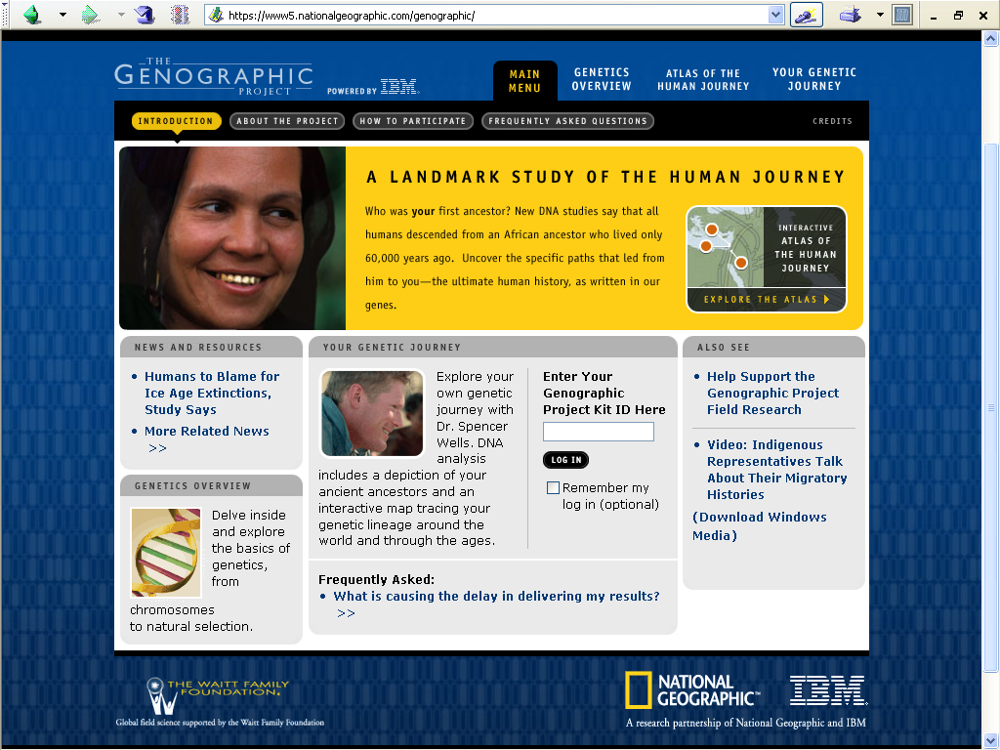 https://www5.nationalgeographic.com/genographic/
THE
GENOGRAPHIC
PROJECT
POWERED BY IBM
MAIN
MENU
GENETICS
OVERVIEW
ATLAS OF THE
HUMAN JOURNEY
YOUR GENETIC
JOURNEY
INTRODUCTION
ABOUT THE PROJECT
HOW TO PARTICIPATE
FREQUENTLY ASKED QUESTIONS
CREDITS
A LANDMARK STUDY OF THE HUMAN JOURNEY
Who was your first ancestor? New DNA studies say that all
humans descended from an African ancestor who lived only
60,000 years ago. Uncover the specific paths that led from
him to you—the ultimate human history, as written in our
genes.
INTERACTIVE
ATLAS OF
THE HUMAN
JOURNEY
EXPLORE THE ATLAS
NEWS AND RESOURCES
• Humans to Blame for
Ice Age Extinctions,
Study Says
• More Related News
>>
GENETICS OVERVIEW
Delve inside
and explore
the basics of
genetics,
from
chromosomes
to natural selection.
YOUR GENETIC JOURNEY
Explore your
own genetic
journey with
Dr. Spencer
Wells. DNA
analysis
includes a depiction of your
ancient ancestors and an
interactive map tracing your
genetic lineage around the
world and through the ages.
Enter Your
Genographic
Project Kit ID Here
LOG IN
Remember my
log in (optional)
Frequently Asked:
• What is causing the delay in delivering my results?
>>
ALSO SEE
• Help Support the
Genographic Project
Field Research
• Video: Indigenous
Representatives Talk
About Their Migratory
Histories
(Download Windows
Media)
THE WAITT FAMILY
FOUNDATION.
Global field science supported by the Waitt Family Foundation
NATIONAL
GEOGRAPHIC™
IBM
A research partnership of National Geographic and IBM